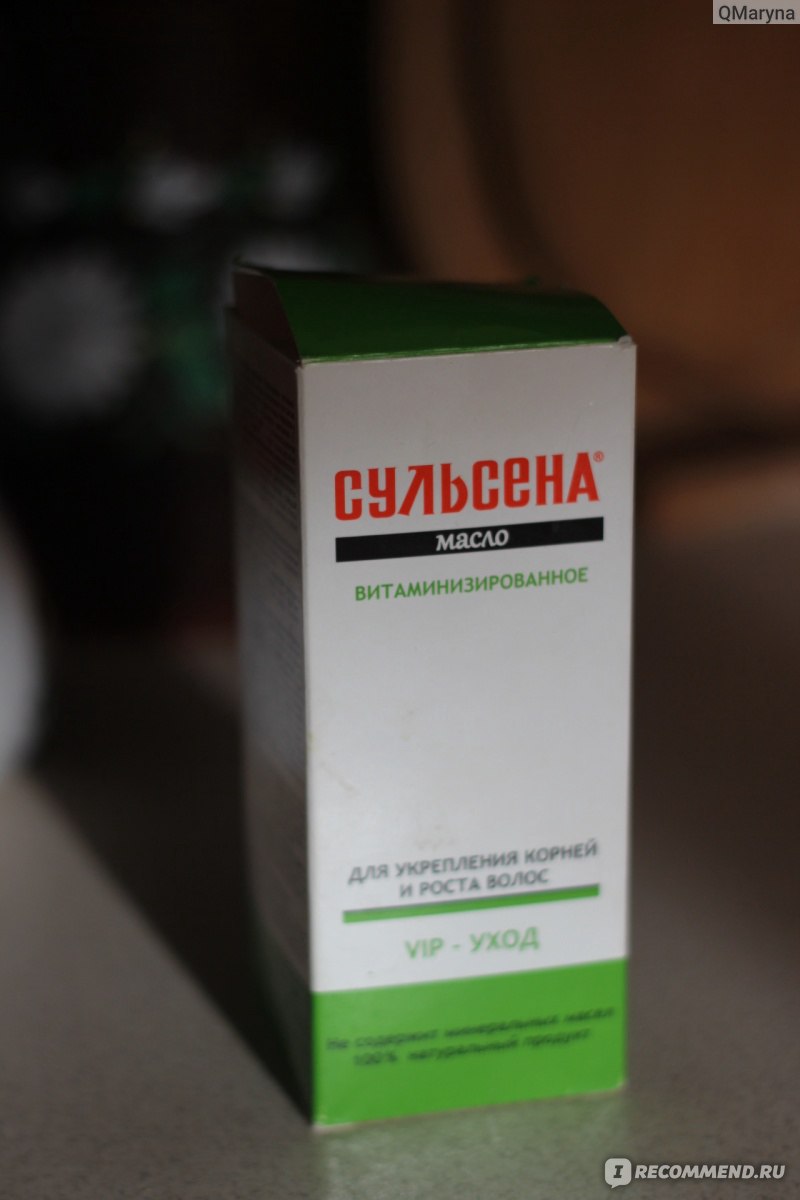 QMaryna
СУЛЬСЕНА®
масло
ВИТАМИНИЗИРОВАННОЕ
ДЛЯ УКРЕПЛЕНИЯ КОРНЕЙ
И РОСТА ВОЛОС
VIP - УХОД
Не содержит минеральных масел
100% натуральный продукт
IRECOMMEND.RU